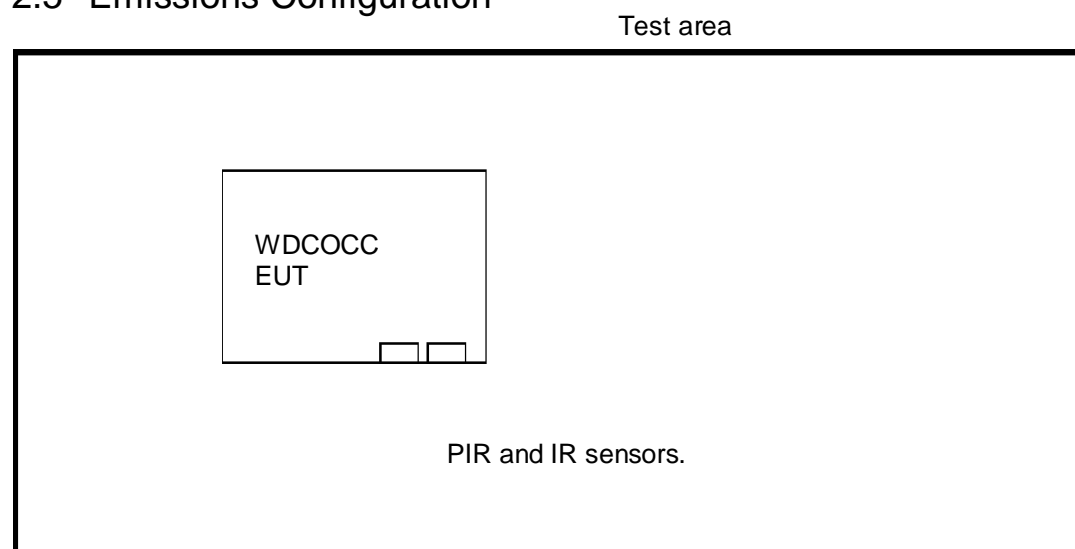 2.5 Emissions Configuration
Test area
WDCOCC
EUT
PIR and IR sensors.